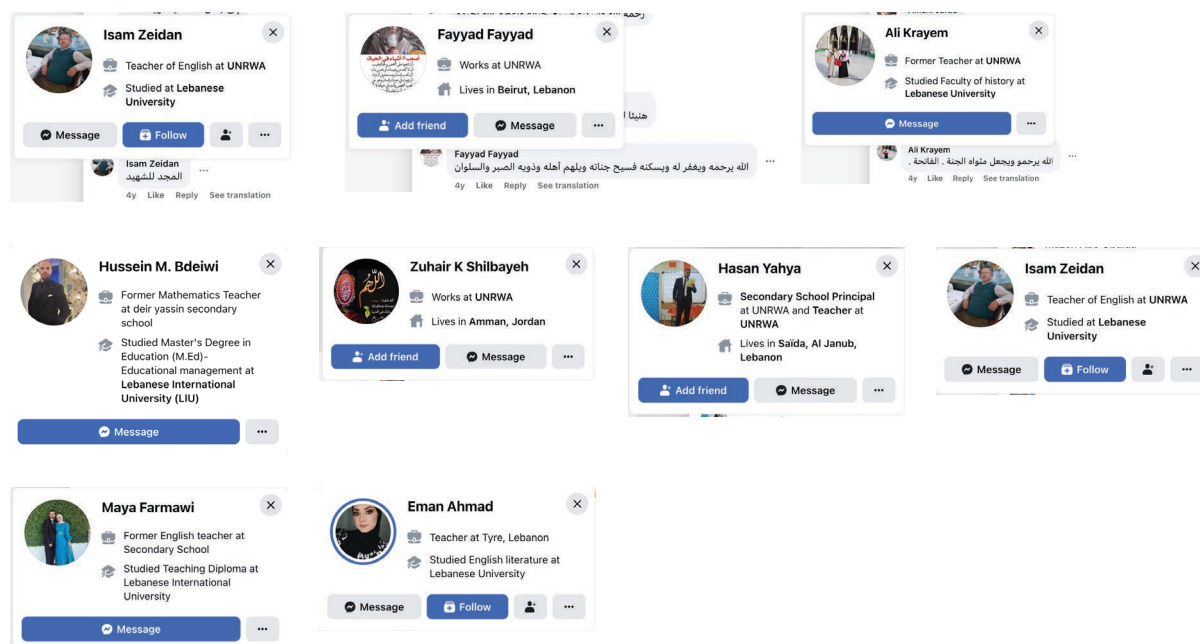 Isam Zeidan
Teacher of English at UNRWA
Studied at Lebanese
University
Message
Follow
Isam Zeidan
المجد للشهيد
4y Like Reply See translation
Fayyad Fayyad
Works at UNRWA
Lives in Beirut, Lebanon
Add friend
Message
هنيئا
Fayyad Fayyad
الله يرحمه ويغفر له ويسكنه فسيح جناته ويلهم أهله وذويه الصبر والسلوان
4y Like Reply See translation
Ali Krayem
Former Teacher at UNRWA
Studied Faculty of history at
Lebanese University
Message
Ali Krayem
الله يرحمو ويجعل مثواه الجنة . الفاتحة .
4y Like Reply See translation
Hussein M. Bdeiwi
Former Mathematics Teacher
at deir yassin secondary
school
Studied Master's Degree in
Education (M.Ed)-
Educational management at
Lebanese International
University (LIU)
Message
Zuhair K Shilbayeh
Works at UNRWA
Lives in Amman, Jordan
Add friend
Message
Hasan Yahya
Secondary School Principal
at UNRWA and Teacher at
UNRWA
Lives in Saïda, Al Janub,
Lebanon
Add friend
Message
Isam Zeidan
Teacher of English at UNRWA
Studied at Lebanese
University
Message
Follow
Maya Farmawi
Former English teacher at
Secondary School
Studied Teaching Diploma at
Lebanese International
University
Message
Eman Ahmad
Teacher at Tyre, Lebanon
Studied English literature at
Lebanese University
Message
Follow